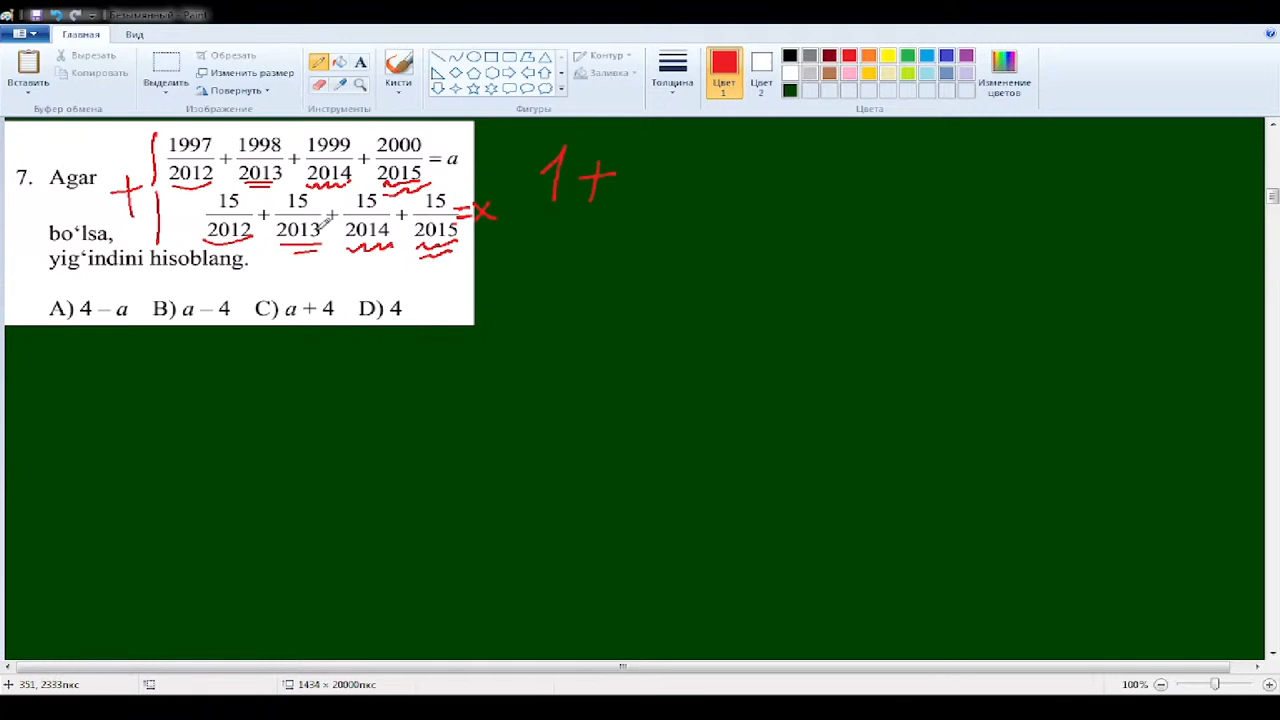 Безымянный - Paint
Главная Вид
Вставить
Вырезать
Копировать
Буфер обмена
Выделить
Обрезать
Изменить размер
Повернуть
Изображение
Инструменты
Кисти
Контур
Заливка
Фигуры
Толщина
Цвет 1
Цвет 2
Изменение цветов
Цвета
7. Agar 1997/2012 + 1998/2013 + 1999/2014 + 2000/2015 = a
bo‘lsa, 15/2012 + 15/2013 + 15/2014 + 15/2015 = x
yig‘indini hisoblang.
A) 4 – a B) a – 4 C) a + 4 D) 4
+
1 +
351, 2333пкс 1434 × 20000пкс 100%